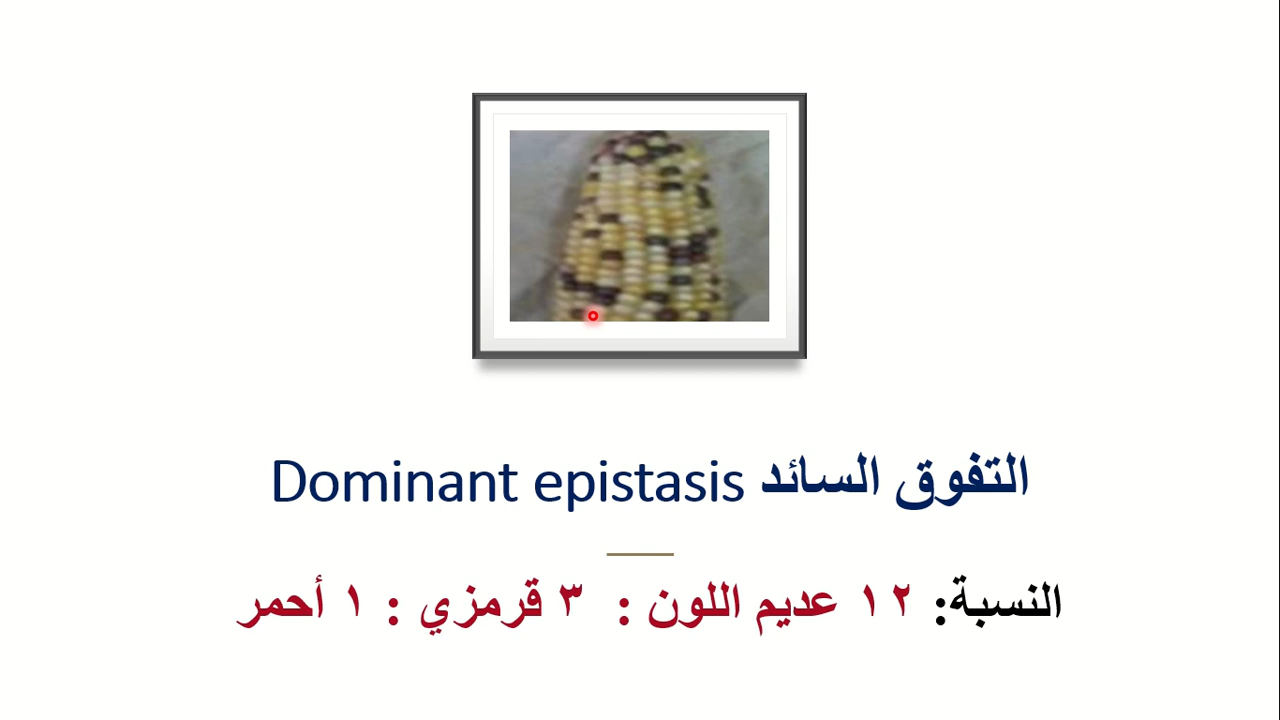 التفوق السائد Dominant epistasis
النسبة: ١٢ عديم اللون : ٣ قرمزي : ١ أحمر